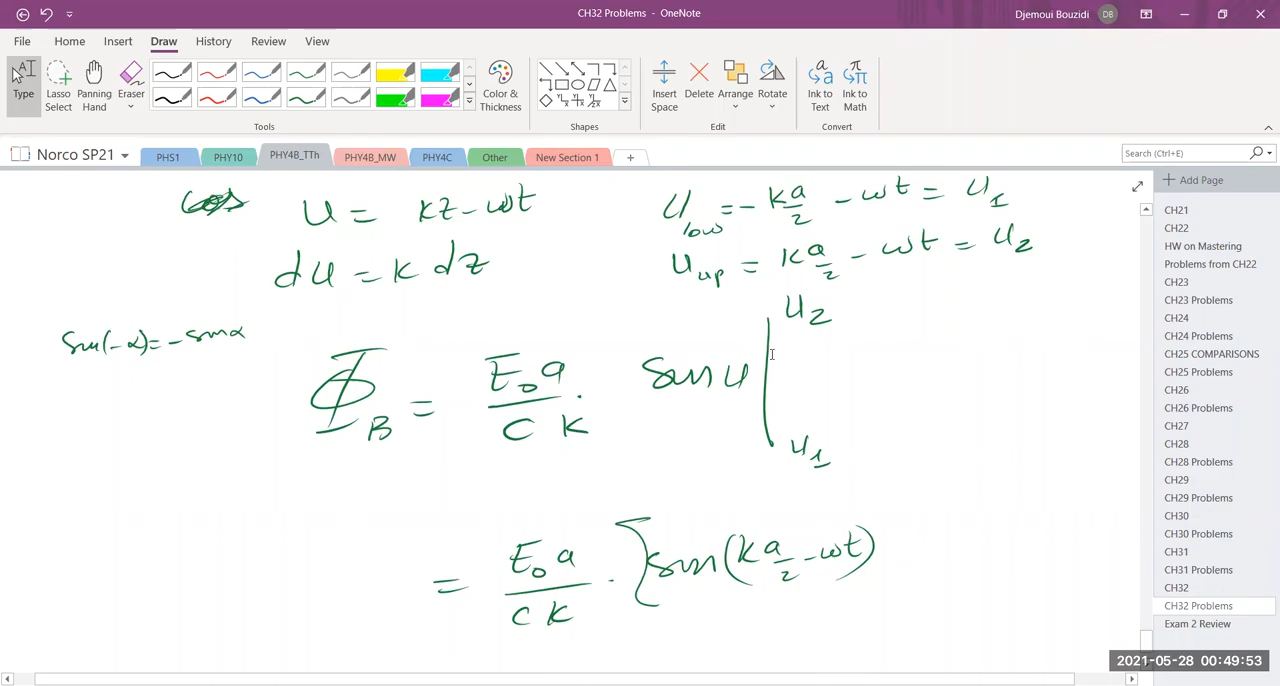 CH32 Problems - OneNote
Djemoui Bouzidi DB
File Home Insert Draw History Review View
Type Lasso Select Panning Hand Eraser Color & Thickness Insert Space Delete Arrange Rotate Ink to Text Ink to Math
Tools Shapes Edit Convert
Norco SP21 PHS1 PHY10 PHY4B_TTh PHY4B_MW PHY4C Other New Section 1 +
Search (Ctrl+E)
u = kz - ωt
u_low = - k a/2 - ωt = u_1
du = k dz
u_up = k a/2 - ωt = u_2
sin(-α) = - sin α
Φ_B = E_0 a / c k · sin u |_{u_1}^{u_2}
= E_0 a / c k · [sin(k a/2 - ωt)
Add Page
CH21
CH22
HW on Mastering
Problems from CH22
CH23
CH23 Problems
CH24
CH24 Problems
CH25 COMPARISONS
CH25 Problems
CH26
CH26 Problems
CH27
CH28
CH28 Problems
CH29
CH29 Problems
CH30
CH30 Problems
CH31
CH31 Problems
CH32
CH32 Problems
Exam 2 Review
2021-05-28 00:49:53